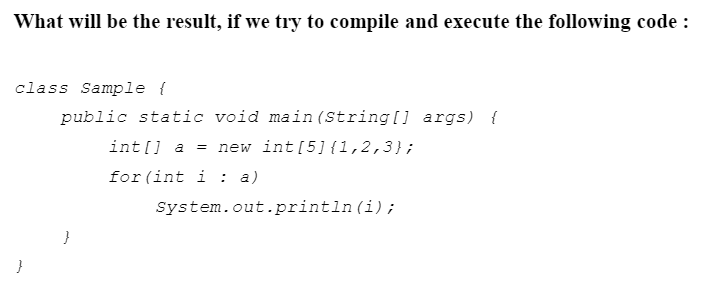 What will be the result, if we try to compile and execute the following code :
class Sample {
public static void main(String[] args) {
int[] a = new int[5]{1,2,3};
for(int i : a)
System.out.println(i);
}
}